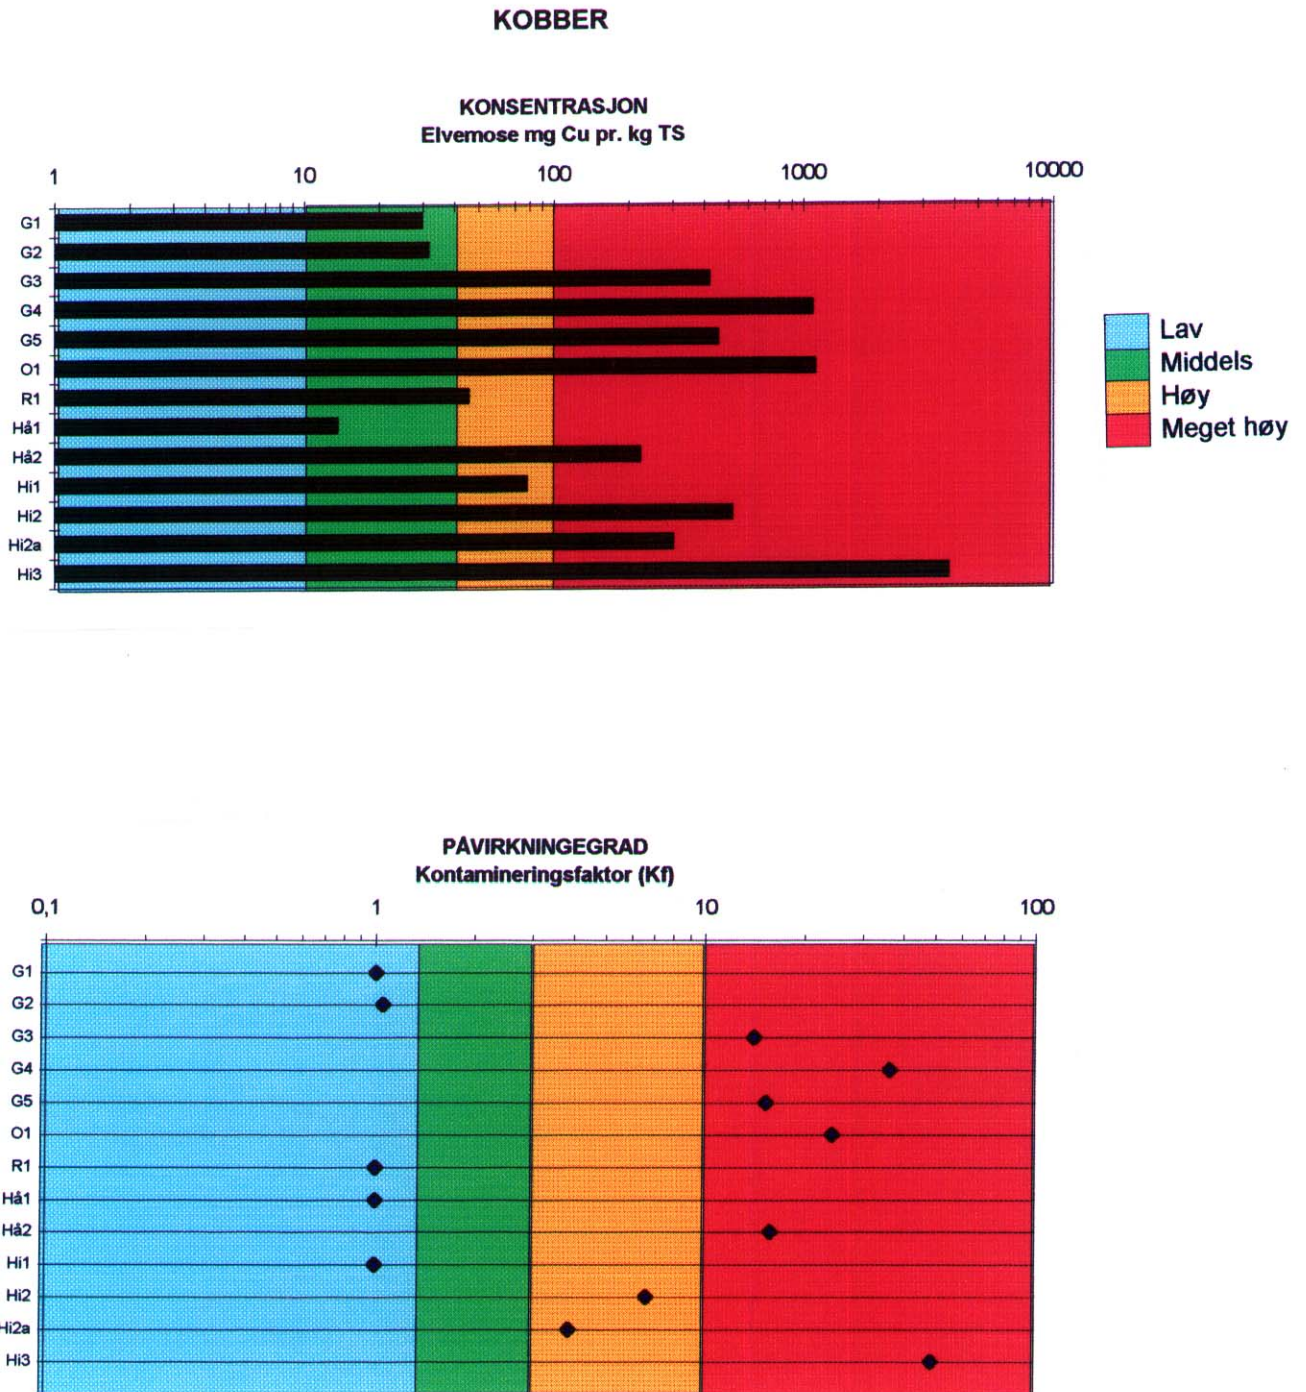 KOBBER
KONSENTRASJON
Elvemose mg Cu pr. kg TS
1 10 100 1000 10000
G1
G2
G3
G4
G5
O1
R1
Hå1
Hå2
Hi1
Hi2
Hi2a
Hi3
Lav
Middels
Høy
Meget høy
PÅVIRKNINGEGRAD
Kontamineringsfaktor (Kf)
0,1 1 10 100
G1
G2
G3
G4
G5
O1
R1
Hå1
Hå2
Hi1
Hi2
Hi2a
Hi3